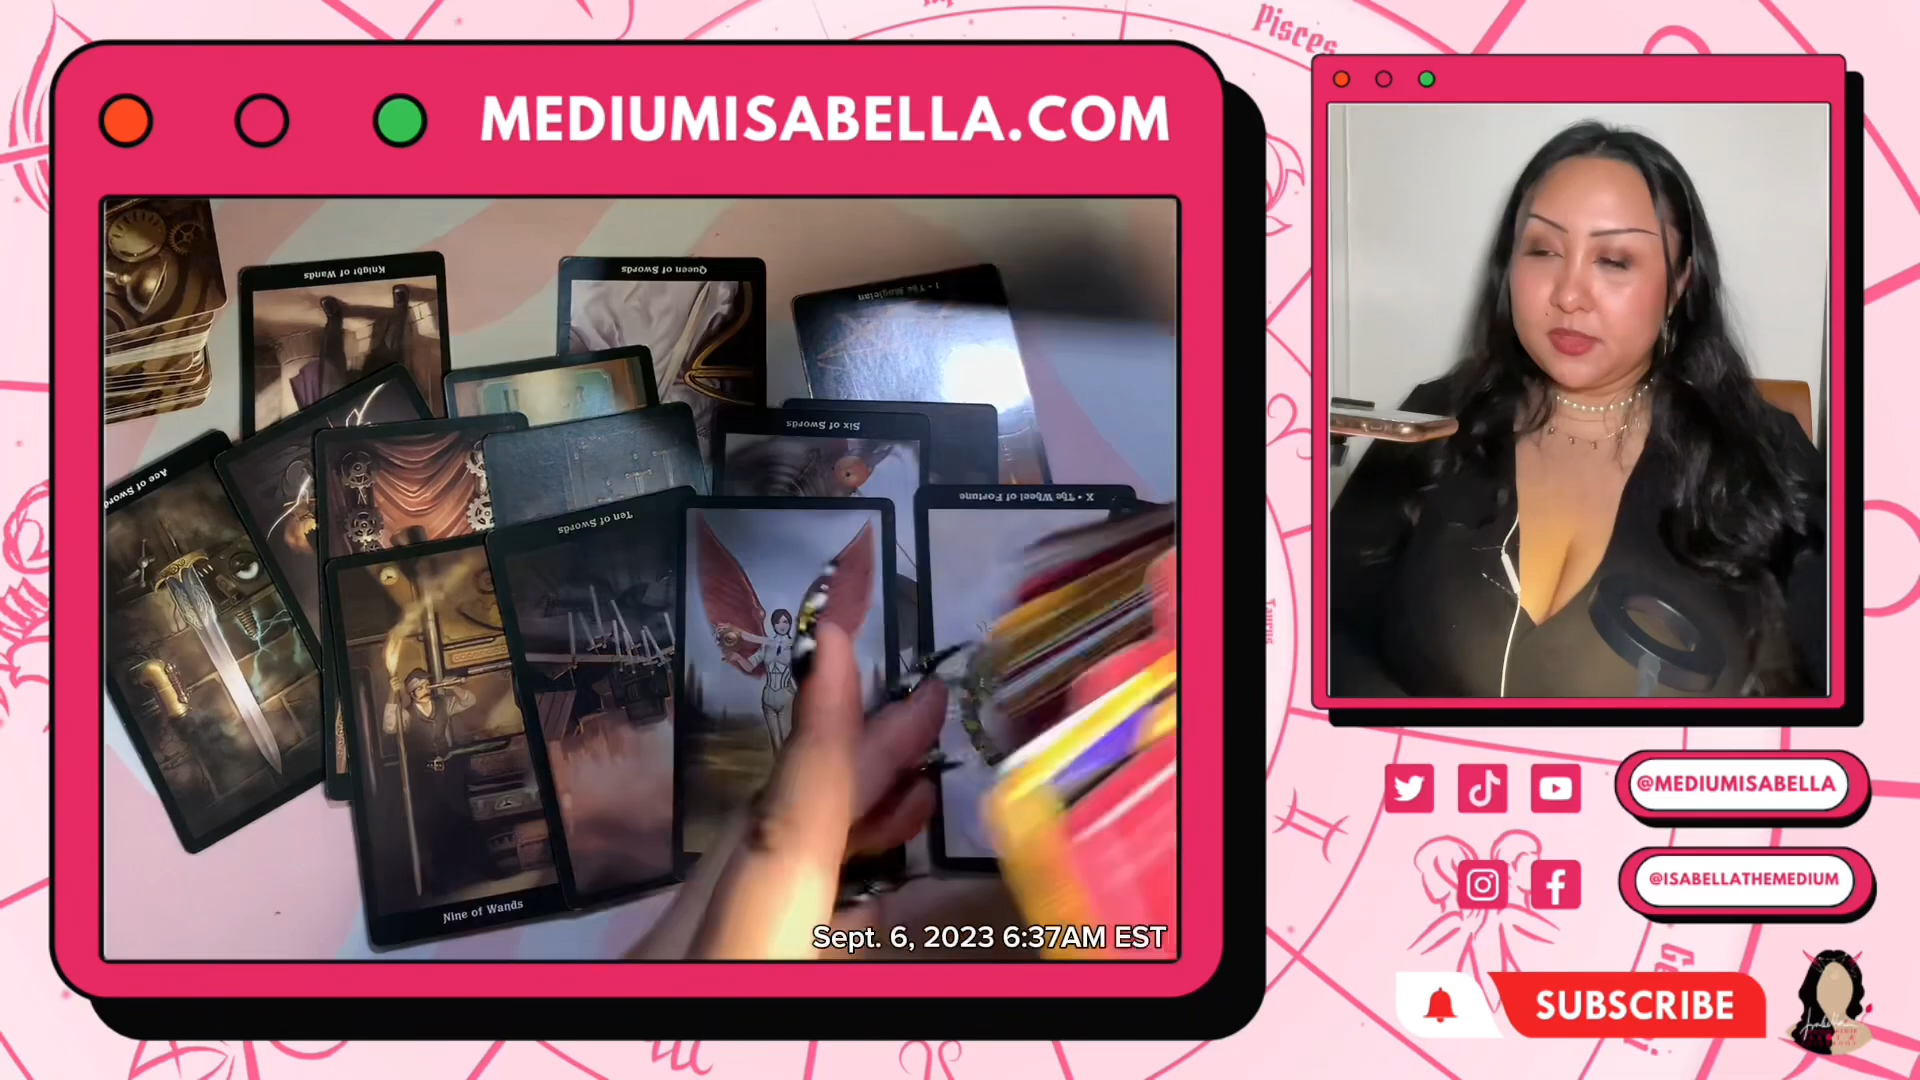 Pisces
MEDIUMISABELLA.COM
Knight of Wands
Queen of Swords
I • The Magician
Six of Swords
Ace of Swords
X • The Wheel of Fortune
Ten of Swords
Nine of Wands
Sept. 6, 2023 6:37AM EST
Taurus
@MEDIUMISABELLA
@ISABELLATHEMEDIUM
SUBSCRIBE